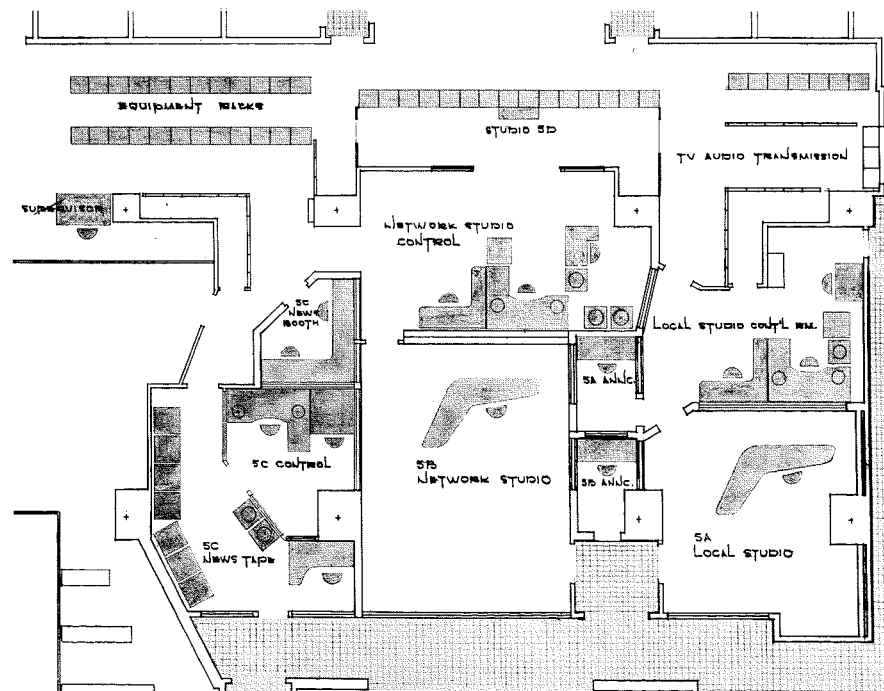 EQUIPMENT RACKS
STUDIO 5D
TV AUDIO TRANSMISSION
SUPERVISOR
NETWORK STUDIO
CONTROL
5C
NEWS
BOOTH
LOCAL STUDIO CONT'L RM.
5A ANNC.
5C CONTROL
5B
NETWORK STUDIO
5B ANNC.
5C
NEWS TAPE
5A
LOCAL STUDIO